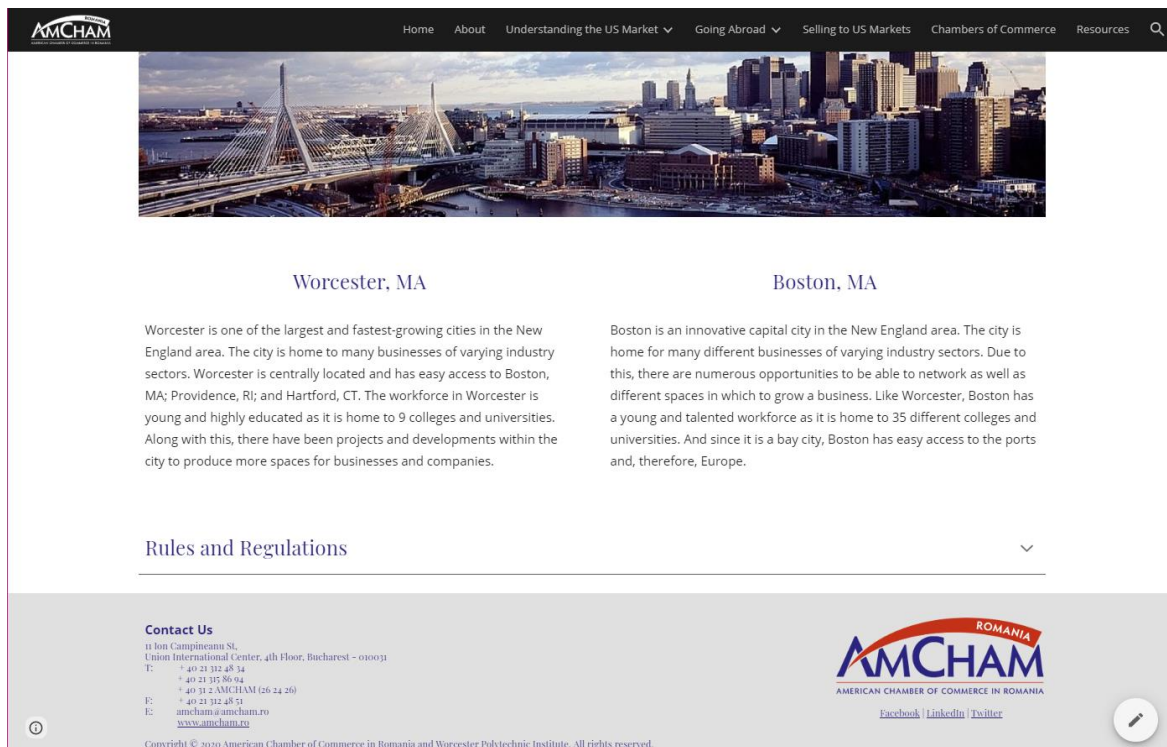 ROMANIA
AMCHAM
AMERICAN CHAMBER OF COMMERCE IN ROMANIA
Home About Understanding the US Market Going Abroad Selling to US Markets Chambers of Commerce Resources
Worcester, MA
Worcester is one of the largest and fastest-growing cities in the New
England area. The city is home to many businesses of varying industry
sectors. Worcester is centrally located and has easy access to Boston,
MA; Providence, RI; and Hartford, CT. The workforce in Worcester is
young and highly educated as it is home to 9 colleges and universities.
Along with this, there have been projects and developments within the
city to produce more spaces for businesses and companies.
Boston, MA
Boston is an innovative capital city in the New England area. The city is
home for many different businesses of varying industry sectors. Due to
this, there are numerous opportunities to be able to network as well as
different spaces in which to grow a business. Like Worcester, Boston has
a young and talented workforce as it is home to 35 different colleges and
universities. And since it is a bay city, Boston has easy access to the ports
and, therefore, Europe.
Rules and Regulations
Contact Us
11 Ion Campineanu St,
Union International Center, 4th Floor, Bucharest - 010031
T: + 40 21 312 48 34
+ 40 21 315 86 94
+ 40 31 2 AMCHAM (26 24 26)
F: + 40 21 312 48 51
E: amcham@amcham.ro
www.amcham.ro
Copyright © 2020 American Chamber of Commerce in Romania and Worcester Polytechnic Institute. All rights reserved.
ROMANIA
AMCHAM
AMERICAN CHAMBER OF COMMERCE IN ROMANIA
Facebook | LinkedIn | Twitter